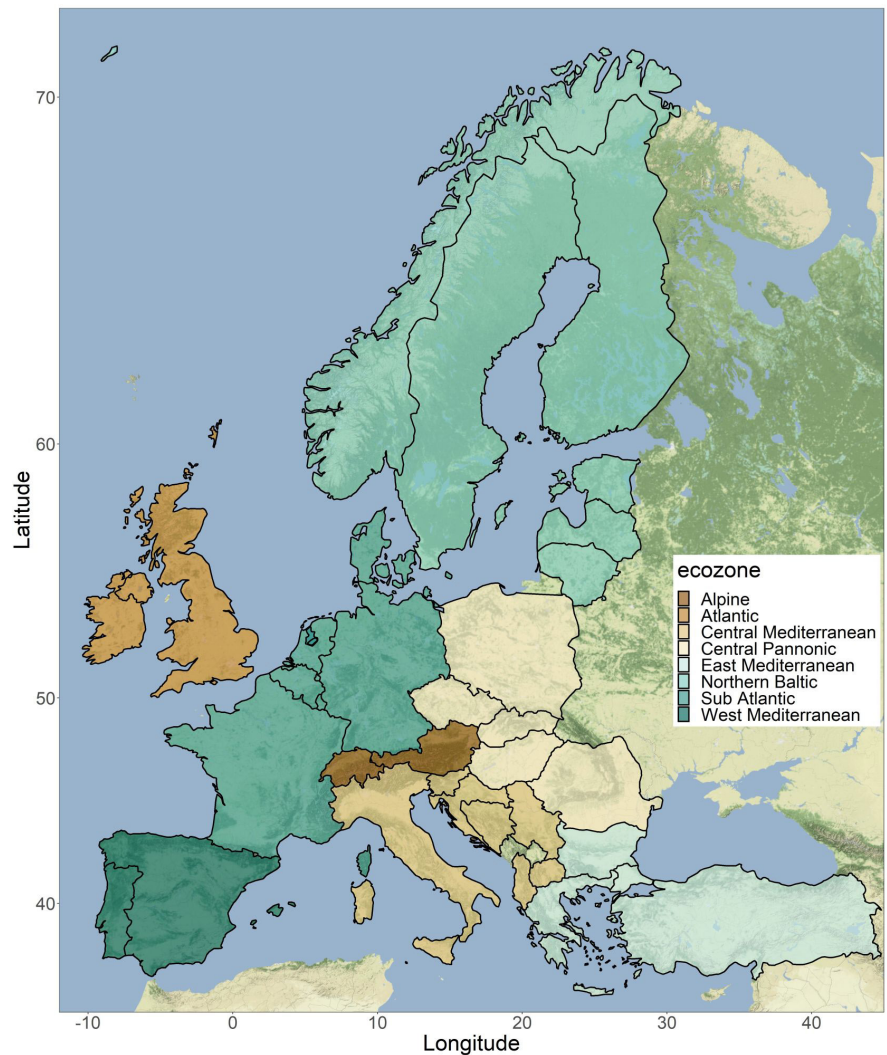 70
60
50
40
Latitude
-10 0 10 20 30 40
Longitude
ecozone
Alpine
Atlantic
Central Mediterranean
Central Pannonic
East Mediterranean
Northern Baltic
Sub Atlantic
West Mediterranean